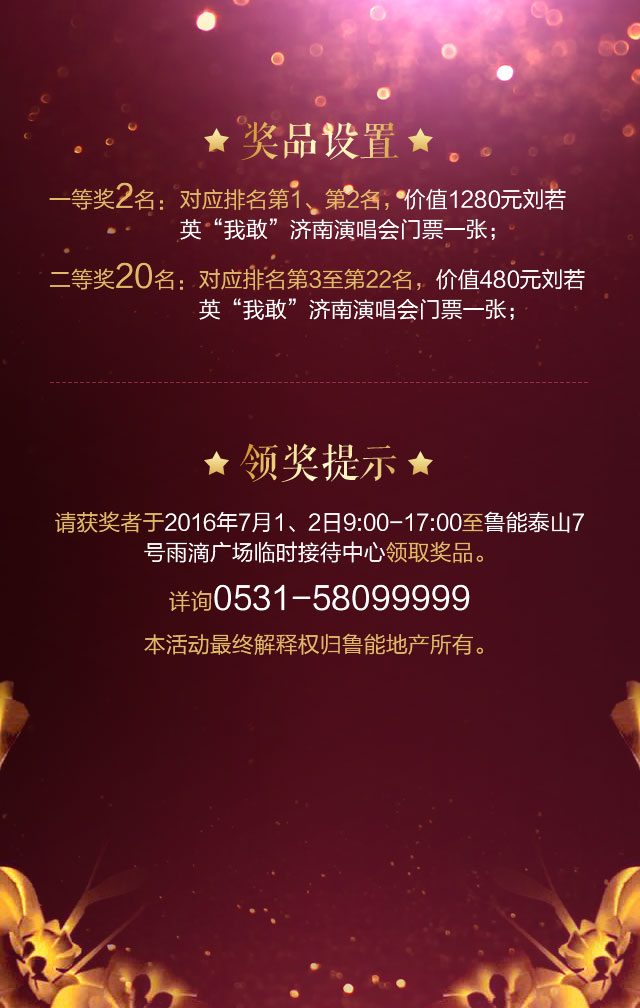 奖品设置
一等奖2名：对应排名第1、第2名，价值1280元刘若
英“我敢”济南演唱会门票一张；
二等奖20名：对应排名第3至第22名，价值480元刘若
英“我敢”济南演唱会门票一张；
领奖提示
请获奖者于2016年7月1、2日9:00-17:00至鲁能泰山7
号雨滴广场临时接待中心领取奖品。
详询0531-58099999
本活动最终解释权归鲁能地产所有。